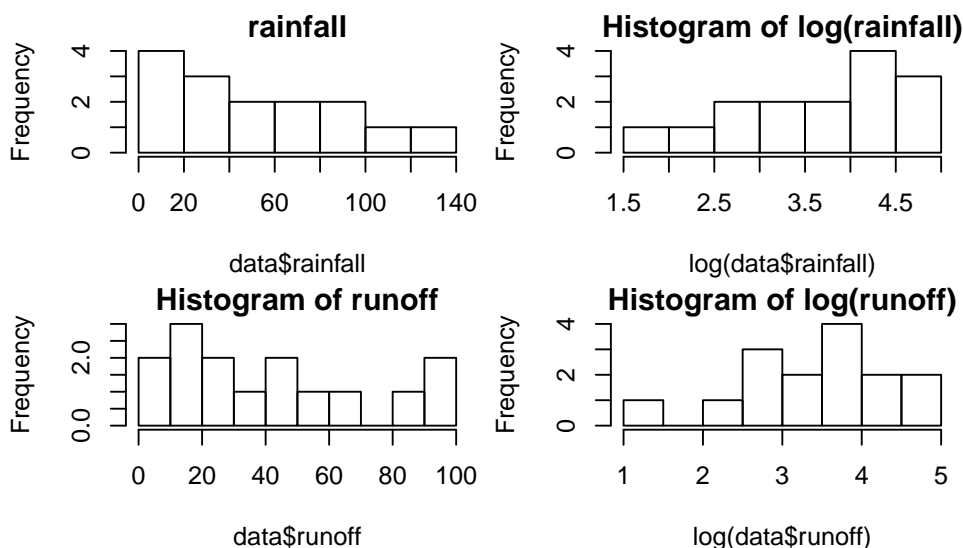 rainfall
Frequency
0 2 4
0 20 60 100 140
data$rainfall
Histogram of log(rainfall)
Frequency
0 2 4
1.5 2.5 3.5 4.5
log(data$rainfall)
Histogram of runoff
Frequency
0.0 2.0
0 20 40 60 80 100
data$runoff
Histogram of log(runoff)
Frequency
0 2 4
1 2 3 4 5
log(data$runoff)